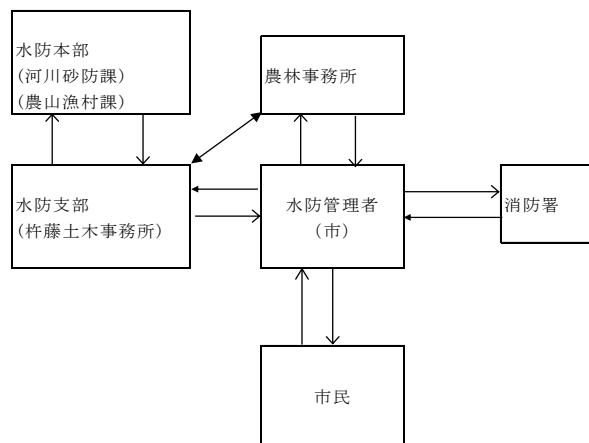 水防本部
(河川砂防課)
(農山漁村課)
農林事務所
水防支部
(杵藤土木事務所)
水防管理者
(市)
消防署
市民